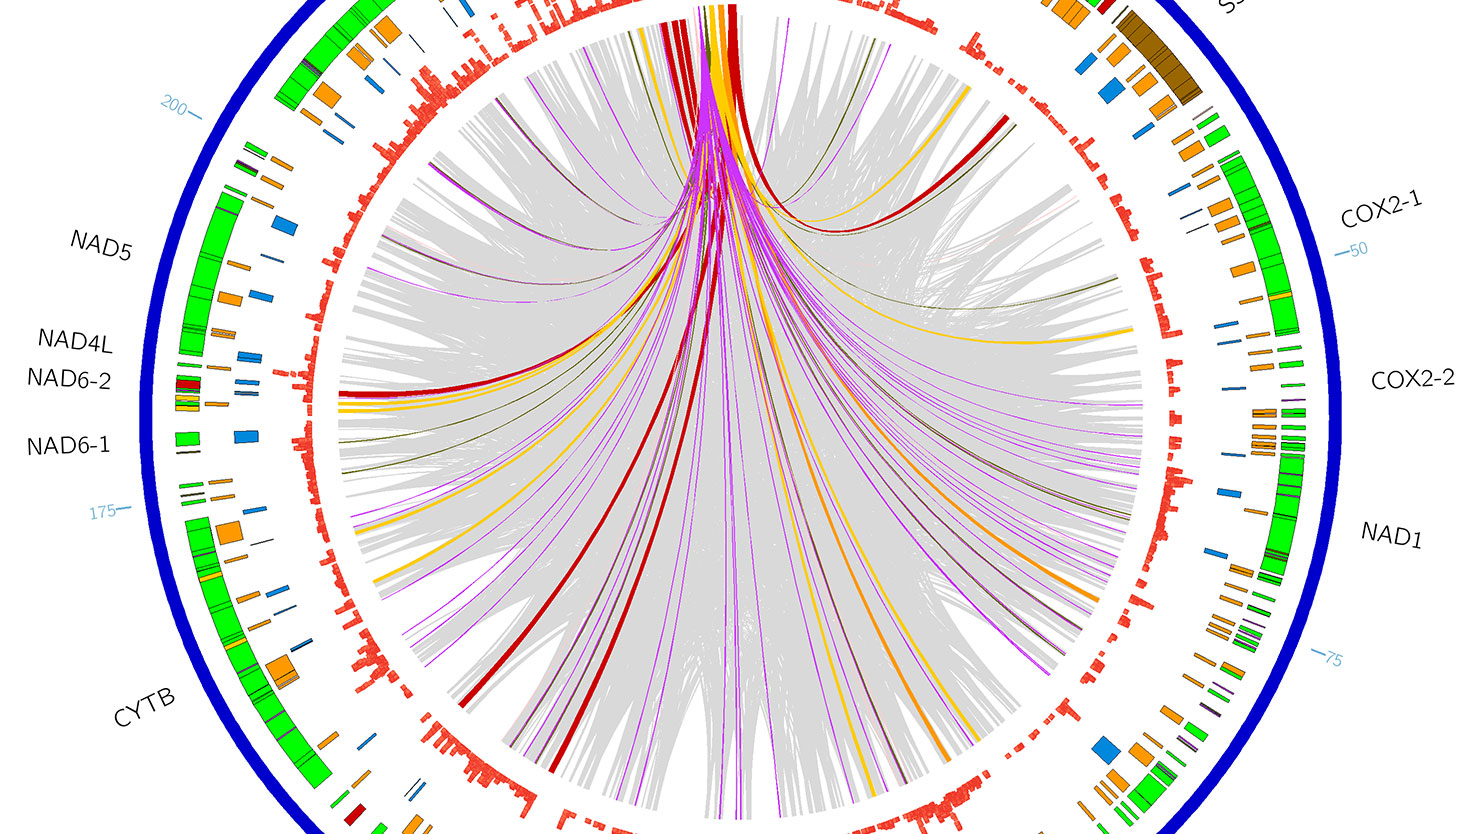 200
NAD5
NAD4L
NAD6-2
NAD6-1
175
CYTB
COX2-1
50
COX2-2
NAD1
75